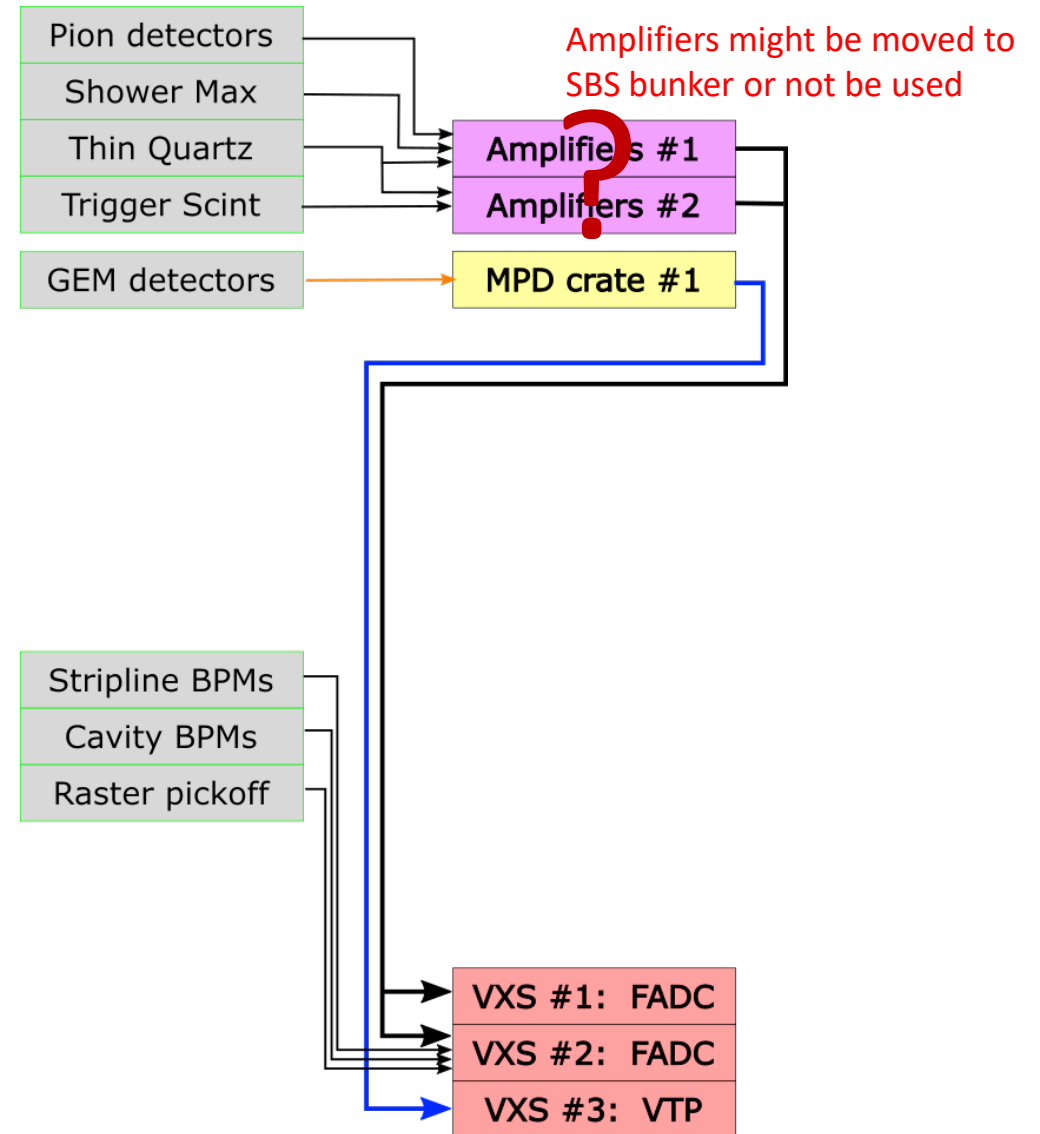 Pion detectors
Shower Max
Thin Quartz
Trigger Scint
GEM detectors
Amplifiers might be moved to
SBS bunker or not be used
?
Amplifiers #1
Amplifiers #2
MPD crate #1
Stripline BPMs
Cavity BPMs
Raster pickoff
VXS #1: FADC
VXS #2: FADC
VXS #3: VTP